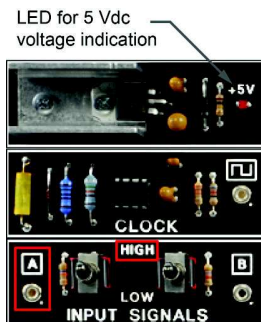 LED for 5 Vdc
voltage indication
+5V
CLOCK
HIGH
A
B
LOW
INPUT SIGNALS